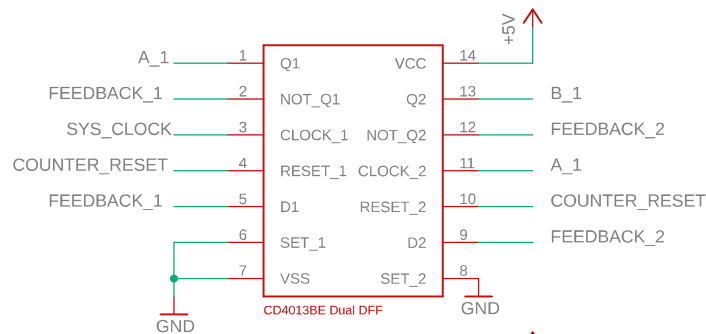 +5V
A_1 1 Q1 VCC 14
FEEDBACK_1 2 NOT_Q1 Q2 13 B_1
SYS_CLOCK 3 CLOCK_1 NOT_Q2 12 FEEDBACK_2
COUNTER_RESET 4 RESET_1 CLOCK_2 11 A_1
FEEDBACK_1 5 D1 RESET_2 10 COUNTER_RESET
6 SET_1 D2 9 FEEDBACK_2
7 VSS SET_2 8
CD4013BE Dual DFF GND
GND